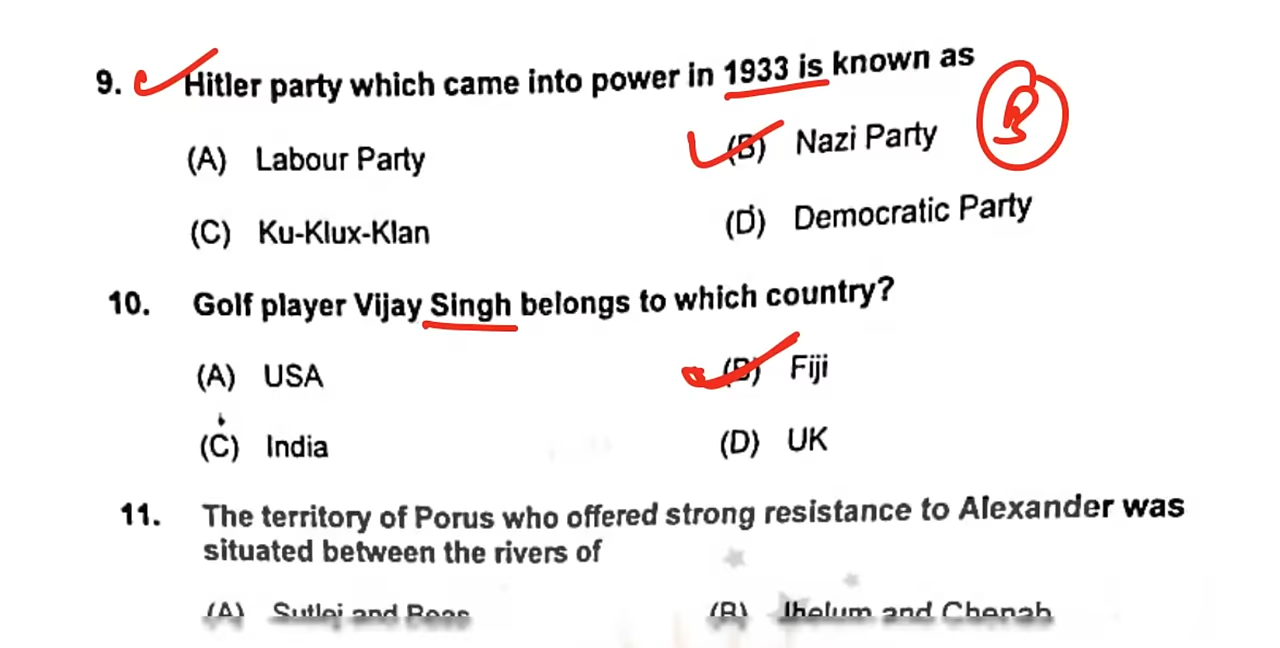 9. Hitler party which came into power in 1933 is known as
(A) Labour Party (B) Nazi Party B
(C) Ku-Klux-Klan (D) Democratic Party
10. Golf player Vijay Singh belongs to which country?
(A) USA (B) Fiji
(C) India (D) UK
11. The territory of Porus who offered strong resistance to Alexander was
situated between the rivers of
(A) Sutlej and Beas (B) Jhelum and Chenab